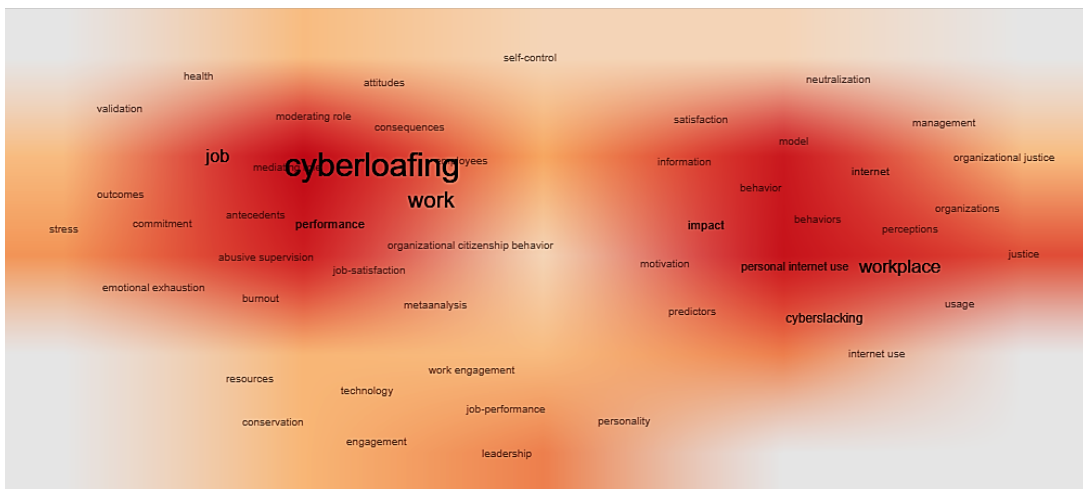 self-control
health
attitudes
neutralization
validation
moderating role
consequences
satisfaction
management
model
job
mediating role
cyberloafing
employees
information
internet
organizational justice
behavior
outcomes
work
antecedents
performance
commitment
stress
impact
behaviors
organizations
perceptions
organizational citizenship behavior
abusive supervision
job-satisfaction
motivation
personal internet use
workplace
justice
emotional exhaustion
burnout
metaanalysis
predictors
cyberslacking
usage
internet use
work engagement
resources
technology
job-performance
conservation
personality
engagement
leadership